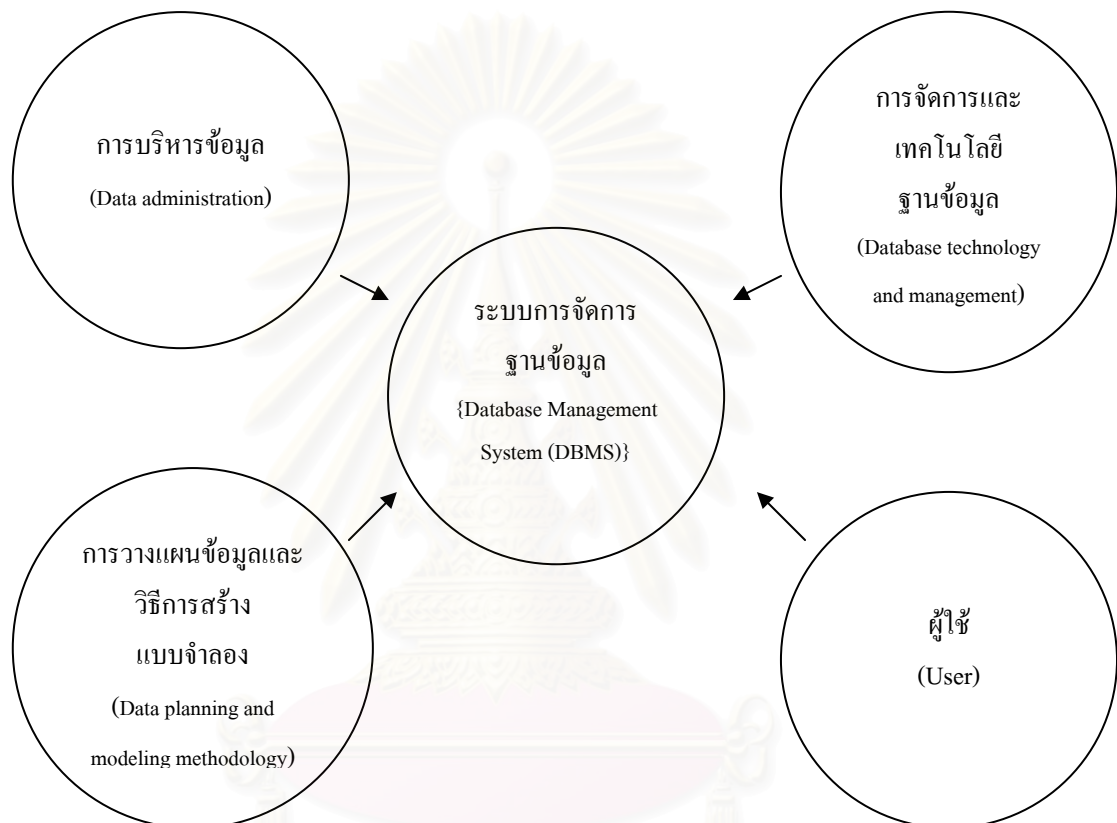 การบริหารข้อมูล
(Data administration)
การจัดการและ
เทคโนโลยี
ฐานข้อมูล
(Database technology
and management)
ระบบการจัดการ
ฐานข้อมูล
{Database Management
System (DBMS)}
การวางแผนข้อมูลและ
วิธีการสร้าง
แบบจำลอง
(Data planning and
modeling methodology)
ผู้ใช้
(User)